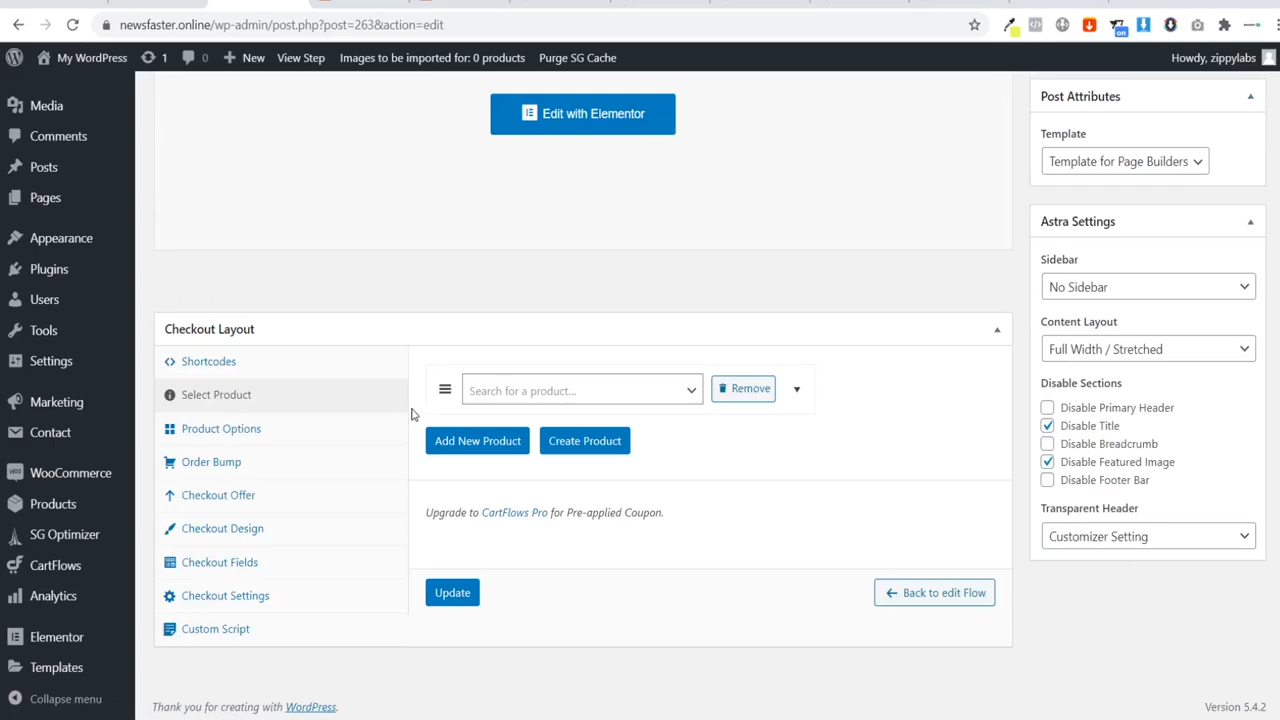 newsfaster.online/wp-admin/post.php?post=263&action=edit
on
My WordPress
1
0
New
View Step
Images to be imported for: 0 products
Purge SG Cache
Howdy, zippylabs
Media
Comments
Posts
Pages
Appearance
Plugins
Users
Tools
Settings
Marketing
Contact
WooCommerce
Products
SG Optimizer
CartFlows
Analytics
Elementor
Templates
Collapse menu
Edit with Elementor
Checkout Layout
Shortcodes
Select Product
Product Options
Order Bump
Checkout Offer
Checkout Design
Checkout Fields
Checkout Settings
Custom Script
Search for a product...
Remove
Add New Product
Create Product
Upgrade to CartFlows Pro for Pre-applied Coupon.
Update
Back to edit Flow
Post Attributes
Template
Template for Page Builders
Astra Settings
Sidebar
No Sidebar
Content Layout
Full Width / Stretched
Disable Sections
Disable Primary Header
Disable Title
Disable Breadcrumb
Disable Featured Image
Disable Footer Bar
Transparent Header
Customizer Setting
Thank you for creating with WordPress.
Version 5.4.2